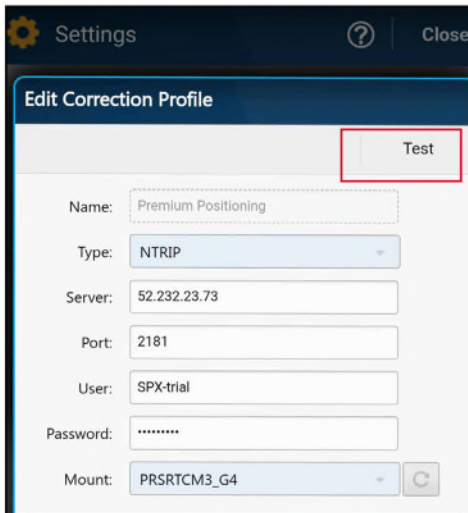 Settings
?
Close
Edit Correction Profile
Test
Name: Premium Positioning
Type: NTRIP
Server: 52.232.23.73
Port: 2181
User: SPX-trial
Password: •••••••••
Mount: PRSRTCM3_G4